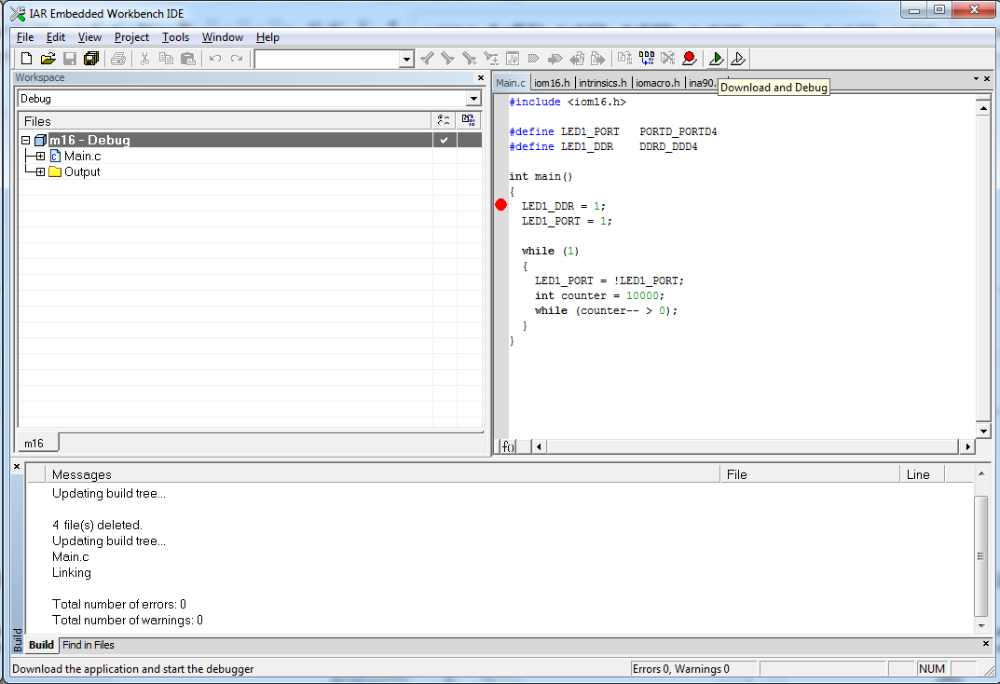 IAR Embedded Workbench IDE
File Edit View Project Tools Window Help
Workspace
Debug
Files
m16 - Debug
Main.c
Output
m16
Main.c iom16.h intrinsics.h iomacro.h ina90.
Download and Debug
#include <iom16.h>
#define LED1_PORT PORTD_PORTD4
#define LED1_DDR DDRD_DDD4
int main()
{
LED1_DDR = 1;
LED1_PORT = 1;
while (1)
{
LED1_PORT = !LED1_PORT;
int counter = 10000;
while (counter-- > 0);
}
}
f()
Messages File Line
Updating build tree...
4 file(s) deleted.
Updating build tree...
Main.c
Linking
Total number of errors: 0
Total number of warnings: 0
Build
Build Find in Files
Download the application and start the debugger Errors 0, Warnings 0 NUM